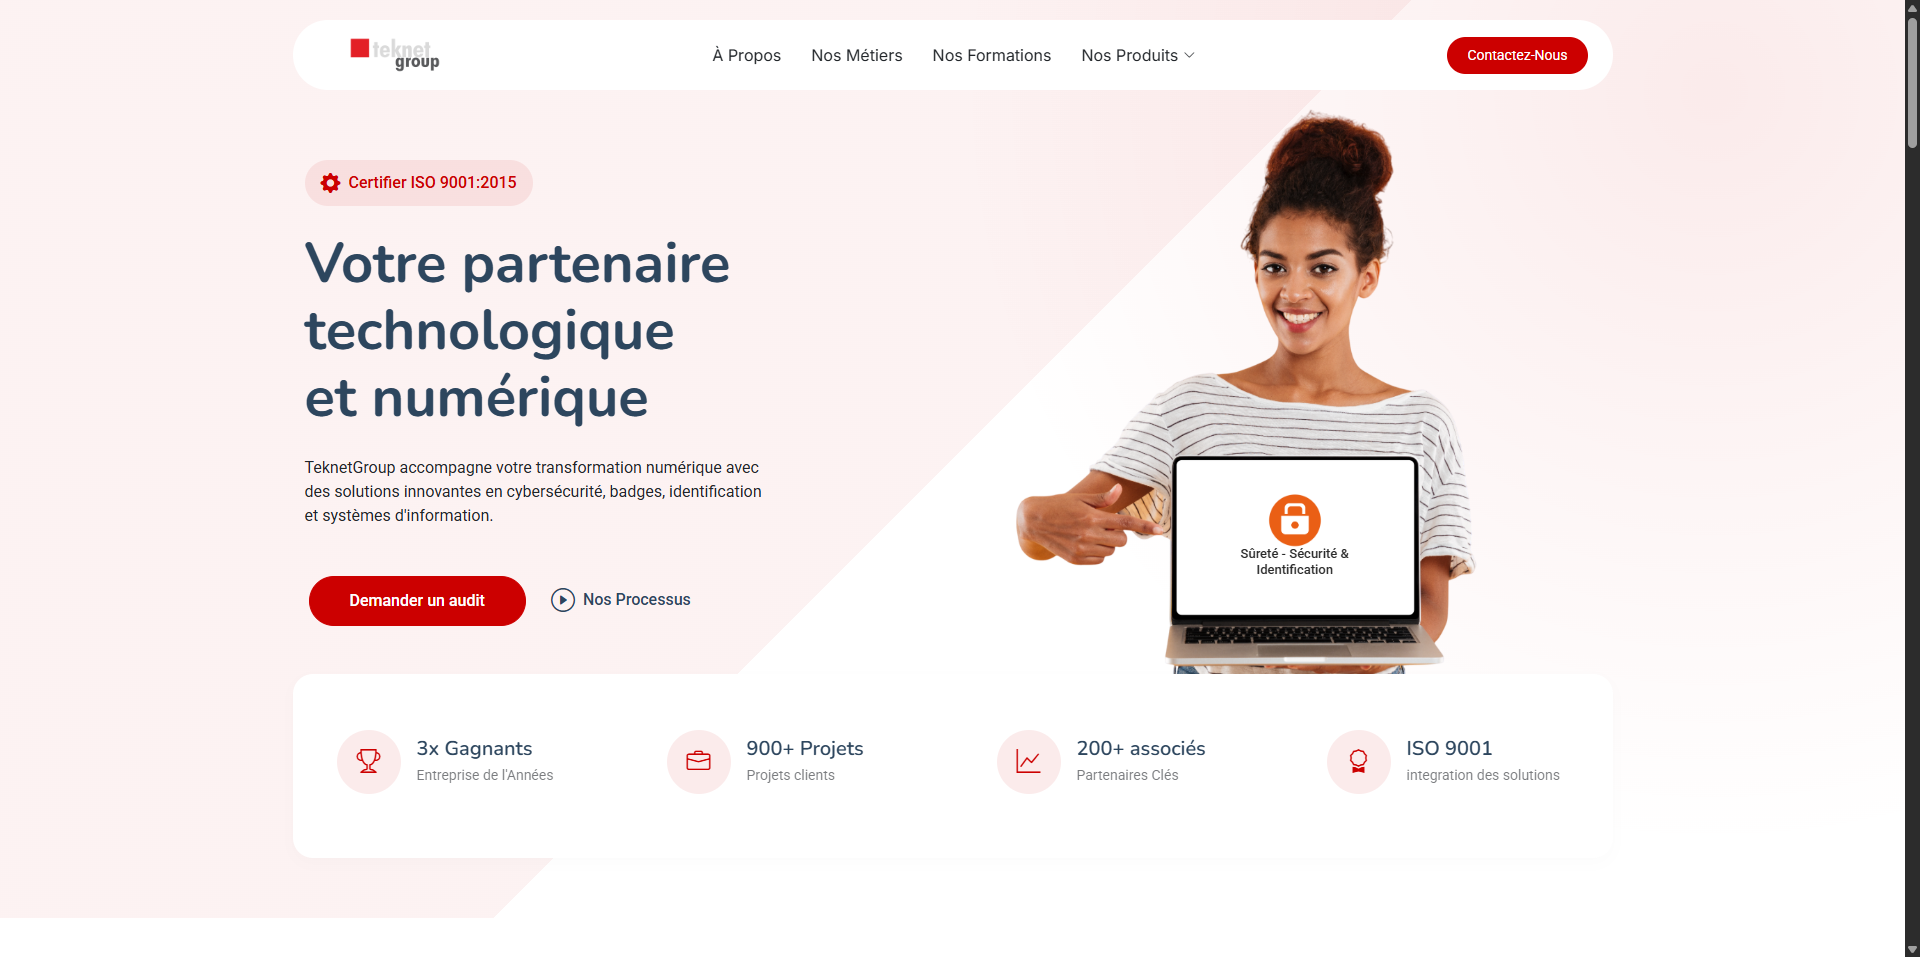 teknet
group
À Propos
Nos Métiers
Nos Formations
Nos Produits
Contactez-Nous
Certifier ISO 9001:2015
Votre partenaire
technologique
et numérique
TeknetGroup accompagne votre transformation numérique avec
des solutions innovantes en cybersécurité, badges, identification
et systèmes d'information.
Demander un audit
Nos Processus
Sûreté - Sécurité &
Identification
3x Gagnants
Entreprise de l'Années
900+ Projets
Projets clients
200+ associés
Partenaires Clés
ISO 9001
integration des solutions